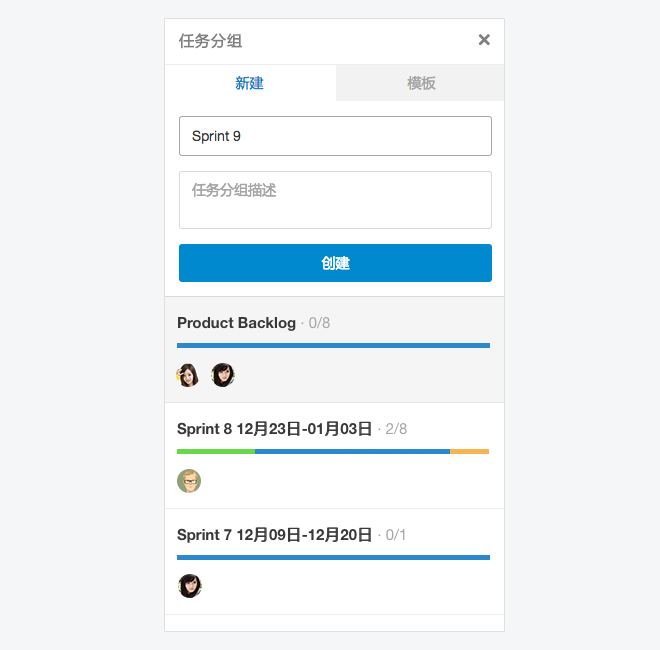 任务分组
新建
模板
Sprint 9
任务分组描述
创建
Product Backlog · 0/8
Sprint 8 12月23日-01月03日 · 2/8
Sprint 7 12月09日-12月20日 · 0/1